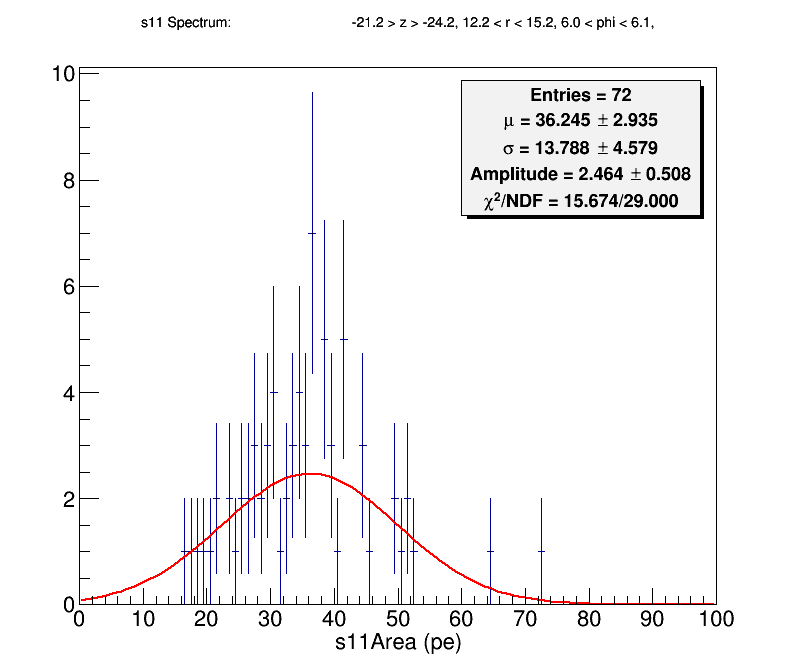 s11 Spectrum: -21.2 > z > -24.2, 12.2 < r < 15.2, 6.0 < phi < 6.1,
Entries = 72
μ = 36.245 ± 2.935
σ = 13.788 ± 4.579
Amplitude = 2.464 ± 0.508
χ²/NDF = 15.674/29.000
10
8
6
4
2
0
0 10 20 30 40 50 60 70 80 90 100
s11Area (pe)